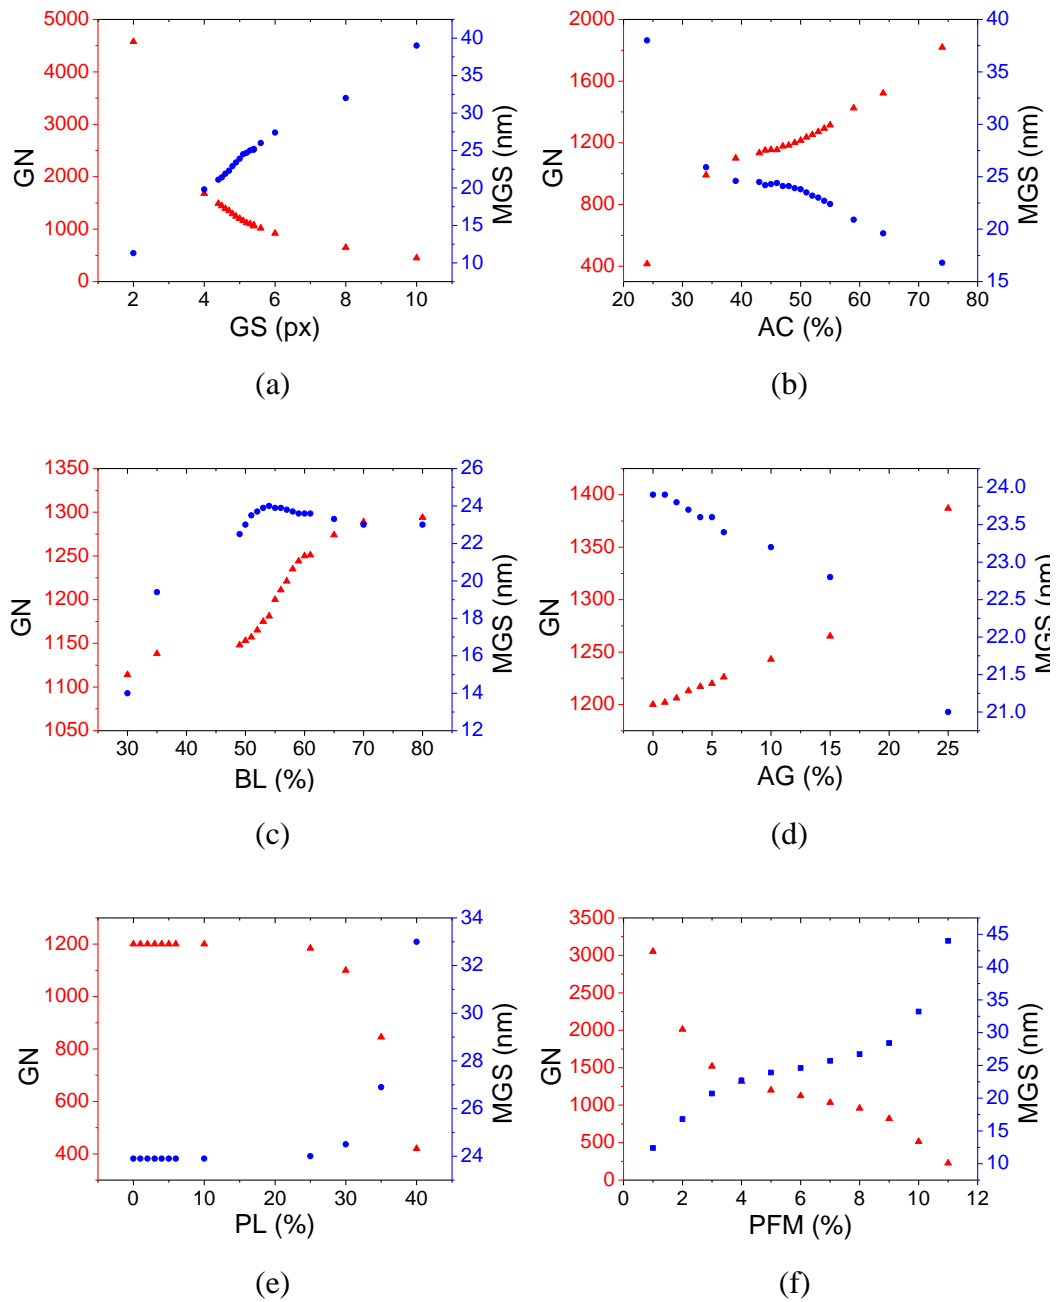 5000
4000
3000
2000
1000
0
GN
40
35
30
25
20
15
10
MGS (nm)
2 4 6 8 10
GS (px)
(a)
2000
1600
1200
800
400
GN
40
35
30
25
20
15
MGS (nm)
20 30 40 50 60 70 80
AC (%)
(b)
1350
1300
1250
1200
1150
1100
1050
GN
26
24
22
20
18
16
14
12
MGS (nm)
30 40 50 60 70 80
BL (%)
(c)
1400
1350
1300
1250
1200
GN
24.0
23.5
23.0
22.5
22.0
21.5
21.0
MGS (nm)
0 5 10 15 20 25
AG (%)
(d)
1200
1000
800
600
400
GN
34
32
30
28
26
24
MGS (nm)
0 10 20 30 40
PL (%)
(e)
3500
3000
2500
2000
1500
1000
500
0
GN
45
40
35
30
25
20
15
10
MGS (nm)
0 2 4 6 8 10 12
PFM (%)
(f)